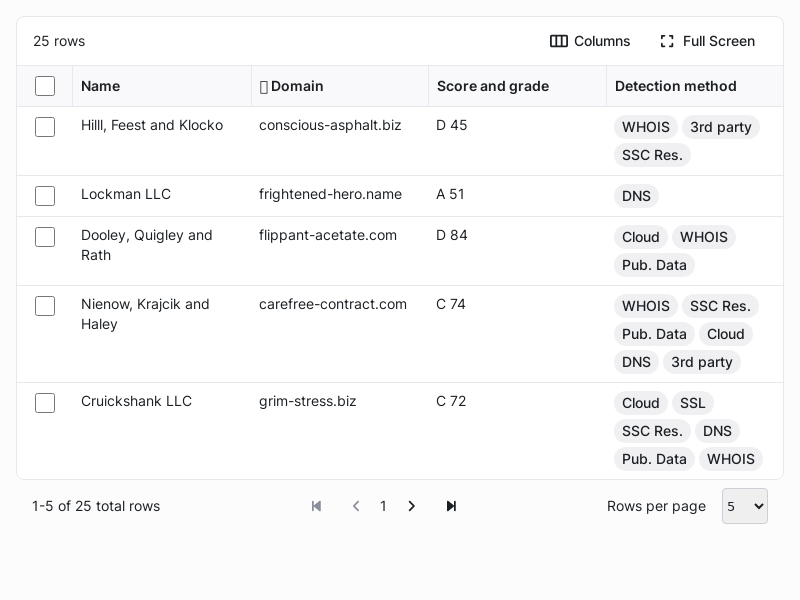 25 rows Columns Full Screen
Name Domain Score and grade Detection method
Hilll, Feest and Klocko conscious-asphalt.biz D 45 WHOIS 3rd party
SSC Res.
Lockman LLC frightened-hero.name A 51 DNS
Dooley, Quigley and flippant-acetate.com D 84 Cloud WHOIS
Rath Pub. Data
Nienow, Krajcik and carefree-contract.com C 74 WHOIS SSC Res.
Haley Pub. Data Cloud
DNS 3rd party
Cruickshank LLC grim-stress.biz C 72 Cloud SSL
SSC Res. DNS
Pub. Data WHOIS
1-5 of 25 total rows 1 Rows per page 5